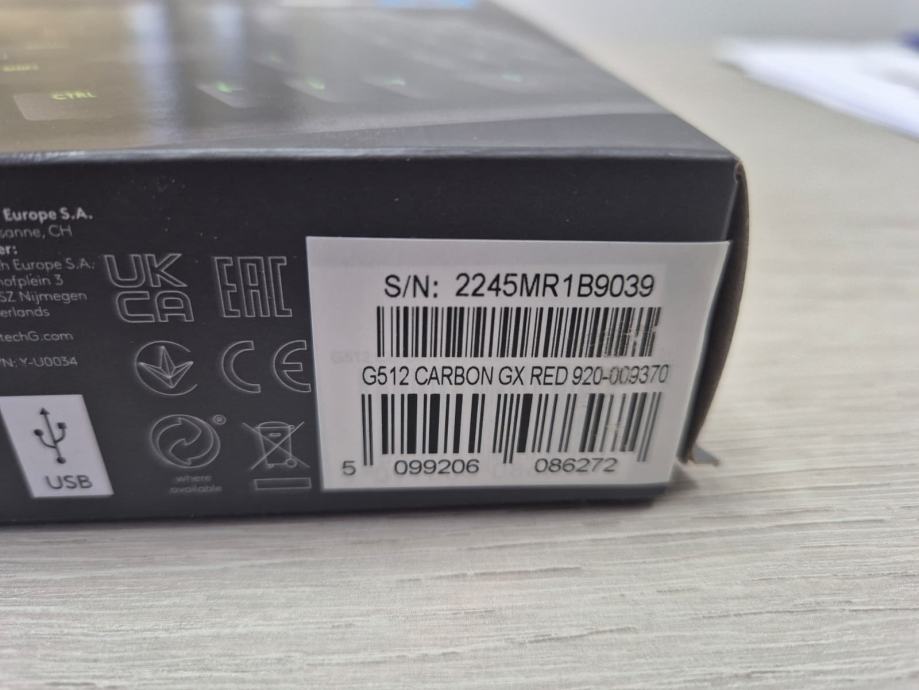 CTRL
Europe S.A.
sanne, CH
er:
h Europe S.A.
hofplein 3
SZ Nijmegen
erlands
techG.com
/N: Y-U0034
UK
CA
EAC
CE
USB
®
where
available
S/N: 2245MR1B9039
G512 CARBON GX RED 920-009370
5 099206 086272